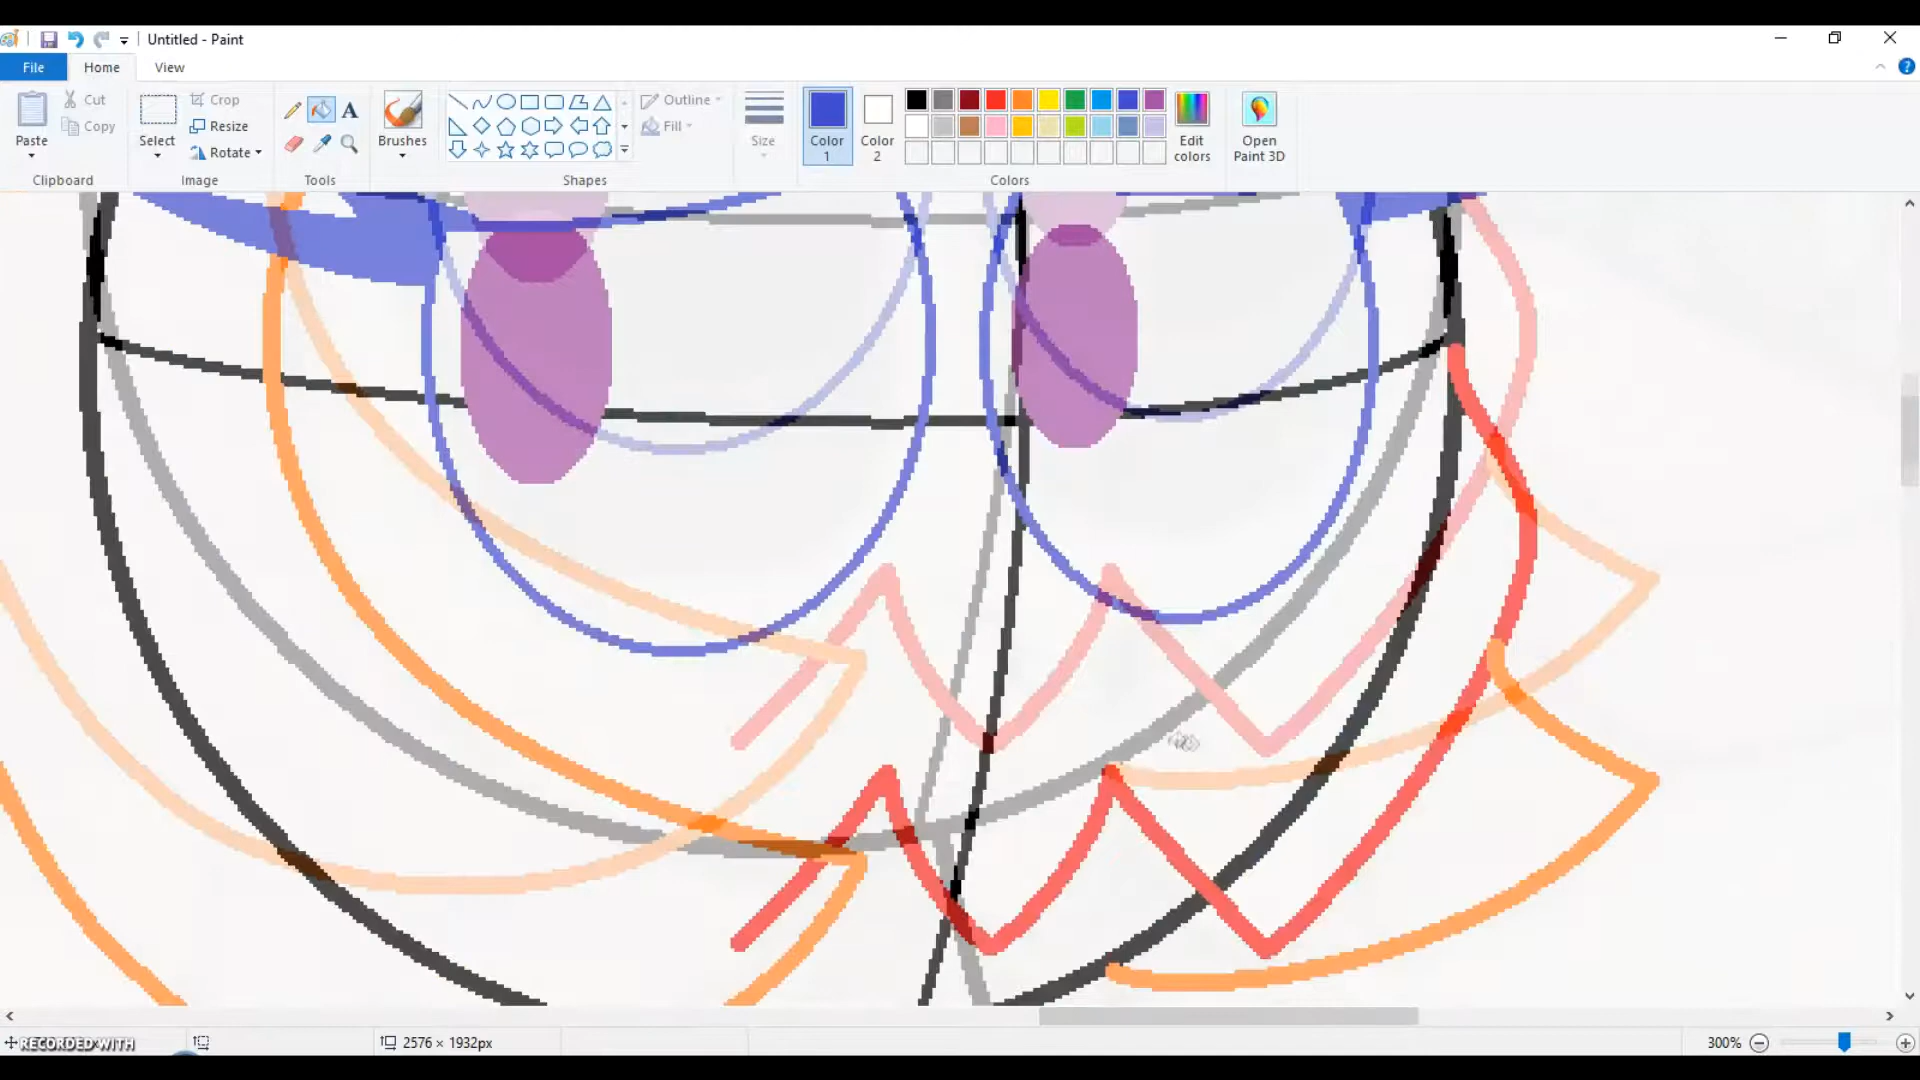 Untitled - Paint
File Home View
Paste Cut Copy Clipboard
Select Crop Resize Rotate Image
A Tools
Brushes
Shapes Outline Fill
Size
Color 1 Color 2 Colors Edit colors
Open Paint 3D
RECORDED WITH 2576 × 1932px 300%